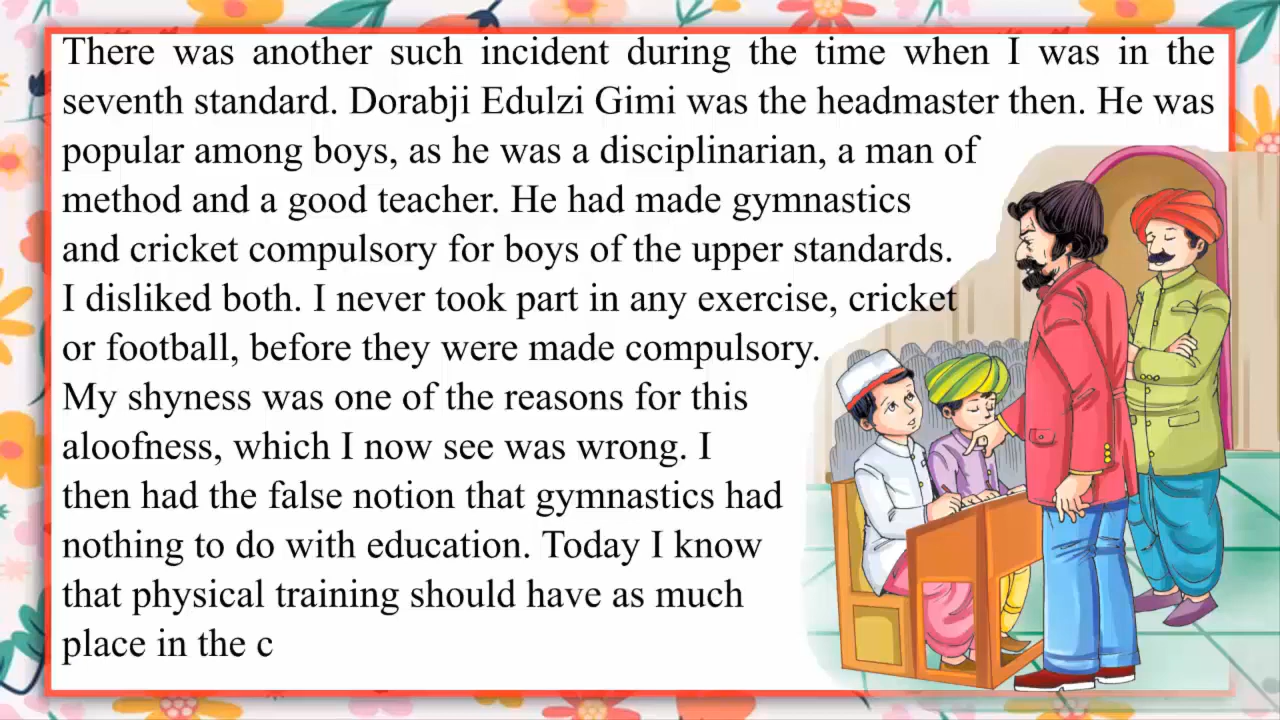 There was another such incident during the time when I was in the
seventh standard. Dorabji Edulzi Gimi was the headmaster then. He was
popular among boys, as he was a disciplinarian, a man of
method and a good teacher. He had made gymnastics
and cricket compulsory for boys of the upper standards.
I disliked both. I never took part in any exercise, cricket
or football, before they were made compulsory.
My shyness was one of the reasons for this
aloofness, which I now see was wrong. I
then had the false notion that gymnastics had
nothing to do with education. Today I know
that physical training should have as much
place in the c